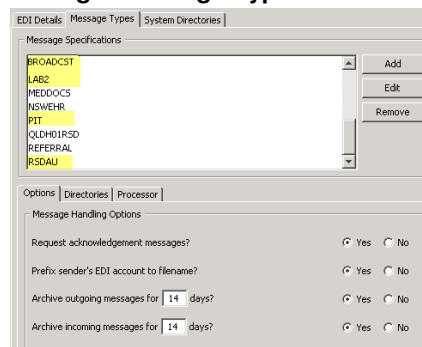 EDI Details Message Types System Directories
Message Specifications
BROADCST
LAB2
MEDDOCS
NSWEHR
PIT
QLDH01RSD
REFERRAL
RSDAU
Add
Edit
Remove
Options Directories Processor
Message Handling Options
Request acknowledgement messages? Yes No
Prefix sender's EDI account to filename? Yes No
Archive outgoing messages for 14 days? Yes No
Archive incoming messages for 14 days? Yes No